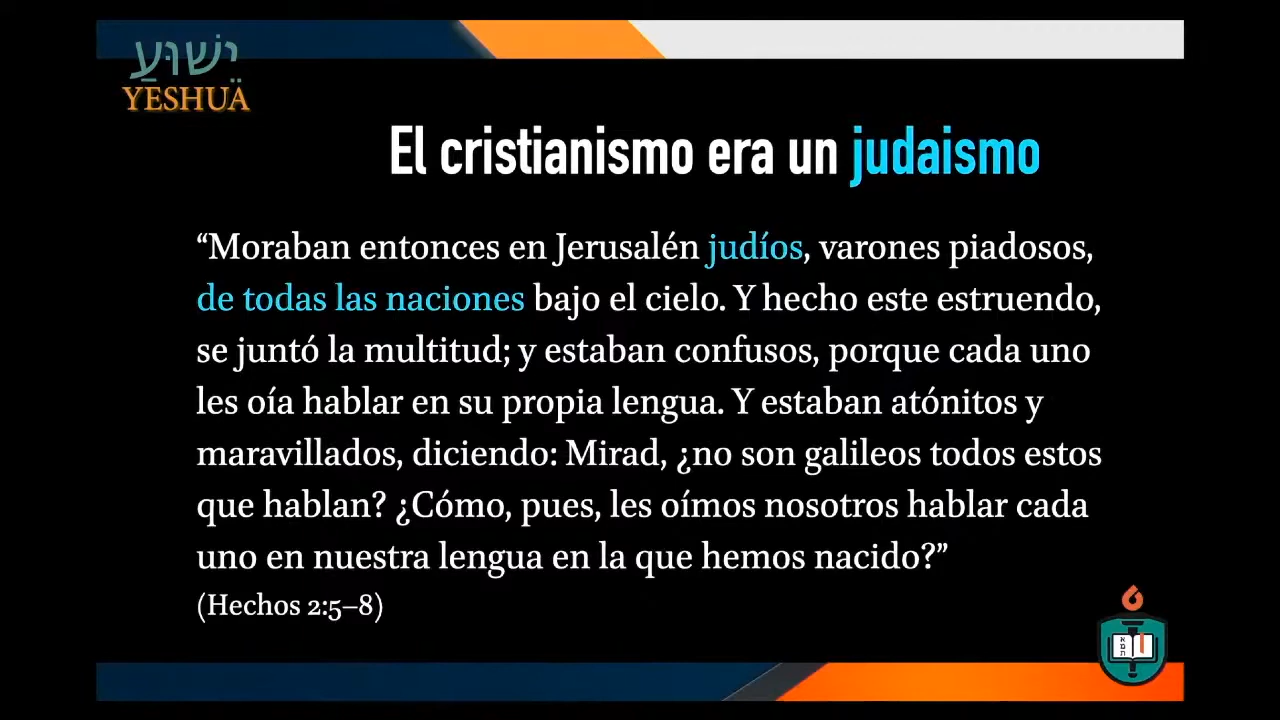 יֵשׁוּעַ
YESHUA
El cristianismo era un judaismo
“Moraban entonces en Jerusalén judíos, varones piadosos,
de todas las naciones bajo el cielo. Y hecho este estruendo,
se juntó la multitud; y estaban confusos, porque cada uno
les oía hablar en su propia lengua. Y estaban atónitos y
maravillados, diciendo: Mirad, ¿no son galileos todos estos
que hablan? ¿Cómo, pues, les oímos nosotros hablar cada
uno en nuestra lengua en la que hemos nacido?”
(Hechos 2:5–8)
א
מ
ת